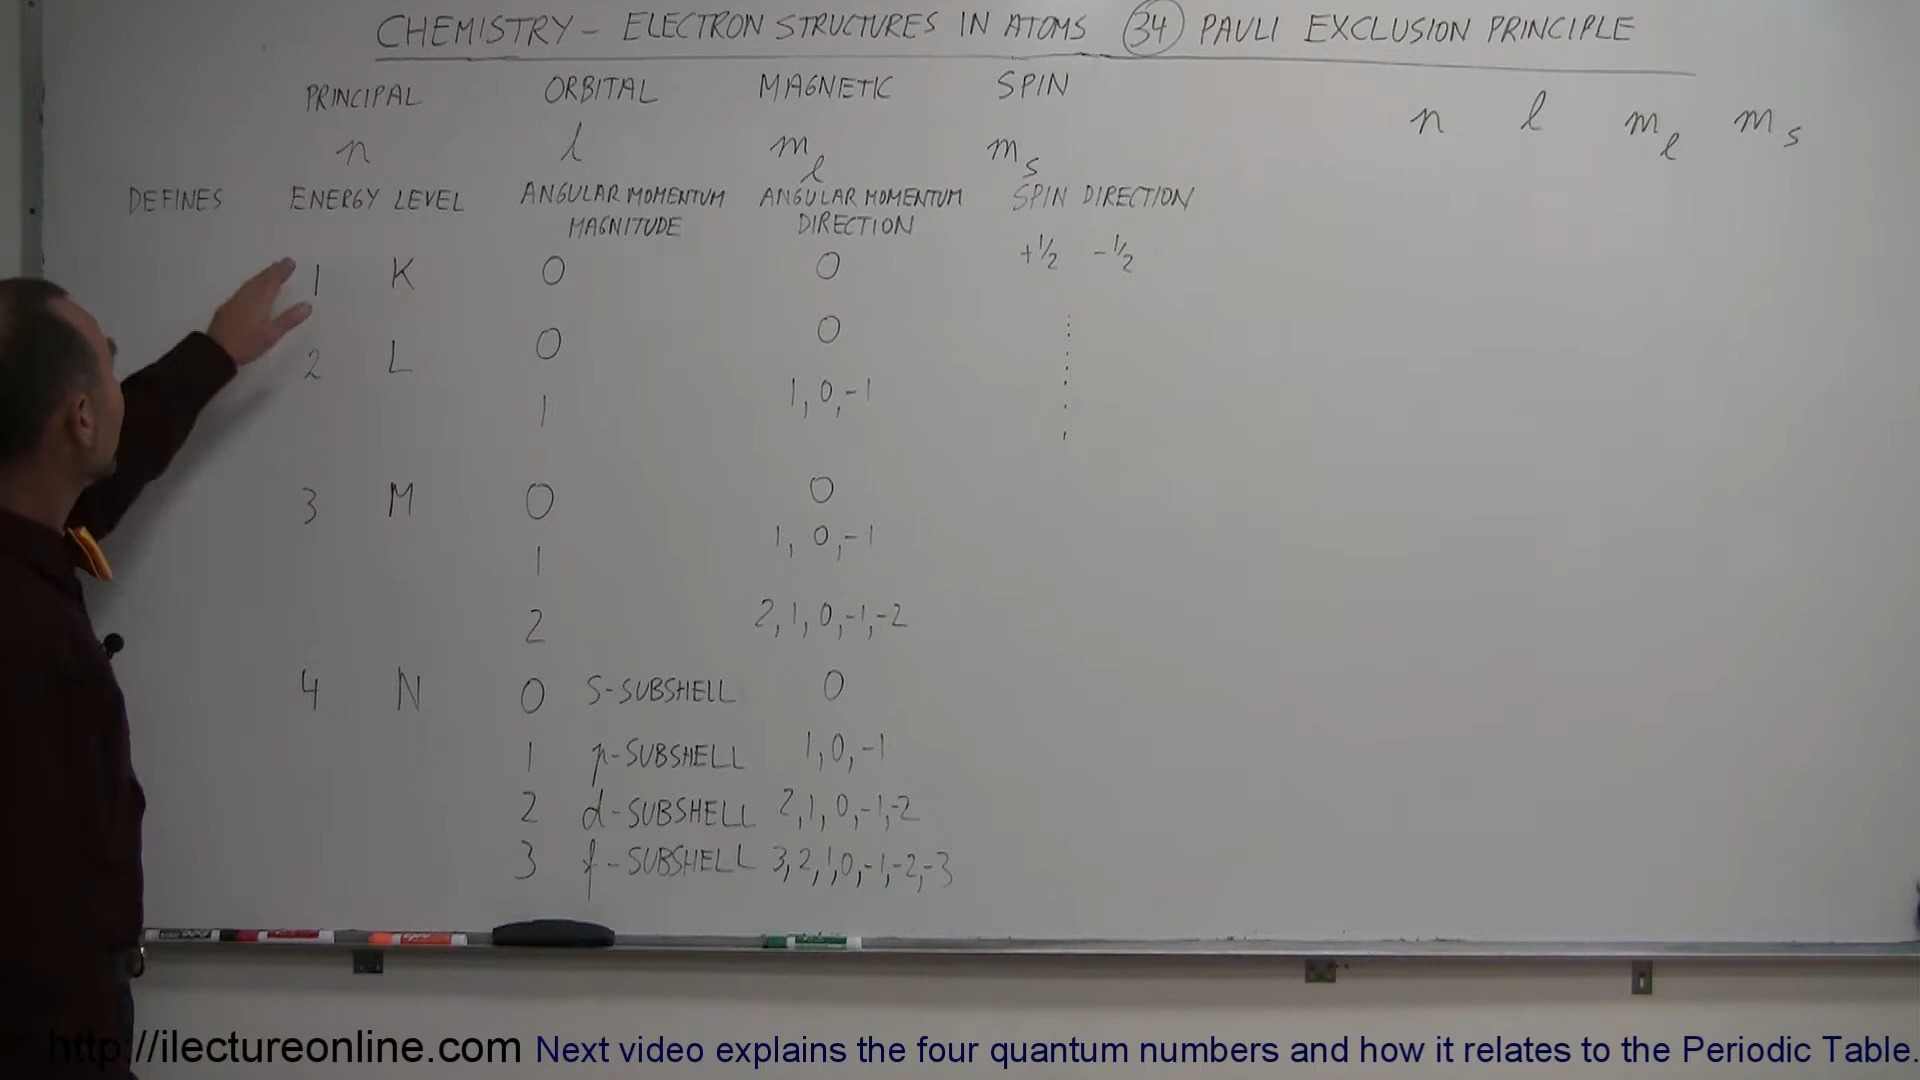 CHEMISTRY - ELECTRON STRUCTURES IN ATOMS (34) PAULI EXCLUSION PRINCIPLE
PRINCIPAL ORBITAL MAGNETIC SPIN
n l m_l m_s n l m_l m_s
DEFINES ENERGY LEVEL ANGULAR MOMENTUM MAGNITUDE ANGULAR MOMENTUM DIRECTION SPIN DIRECTION
1 K 0 0 +1/2 -1/2
2 L 0 0
1 1, 0, -1
3 M 0 0
1 1, 0, -1
2 2, 1, 0, -1, -2
4 N 0 S-SUBSHELL 0
1 p-SUBSHELL 1, 0, -1
2 d-SUBSHELL 2, 1, 0, -1, -2
3 f-SUBSHELL 3, 2, 1, 0, -1, -2, -3
http://ilectureonline.com Next video explains the four quantum numbers and how it relates to the Periodic Table.